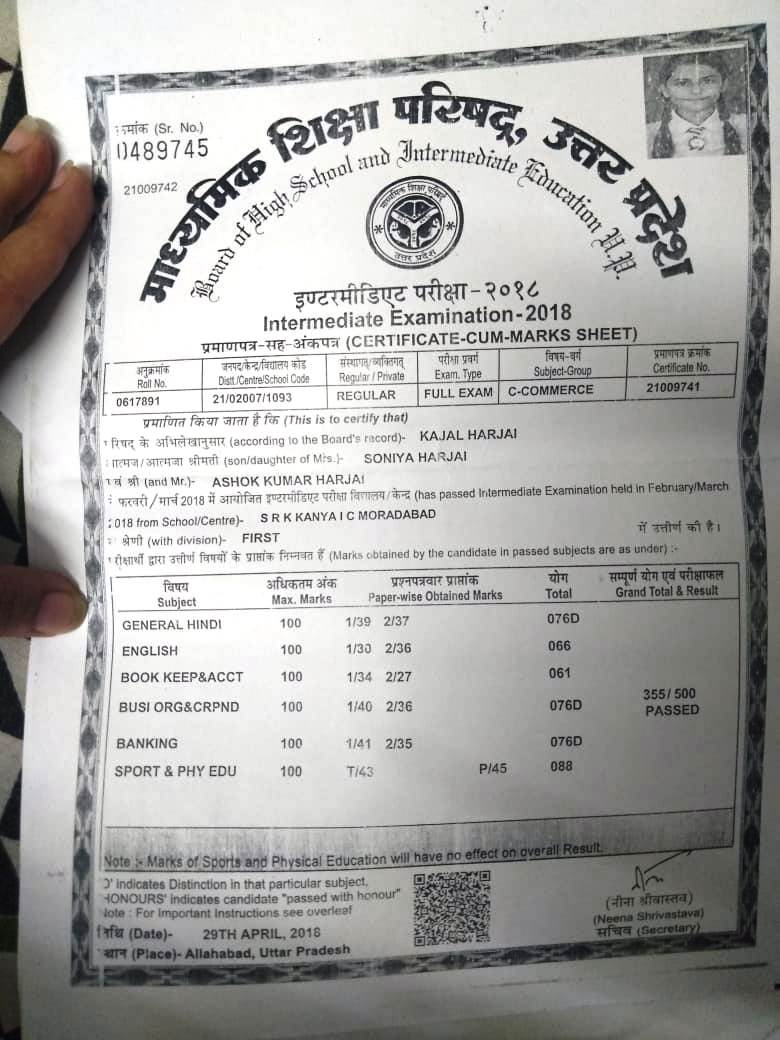 क्रमांक (Sr. No.)
0489745
21009742
माध्यमिक शिक्षा परिषद्, उत्तर प्रदेश
Board of High School and Intermediate Education U.P.
माध्यमिक शिक्षा परिषद्
उत्तर प्रदेश
इण्टरमीडिएट परीक्षा-२०१८
Intermediate Examination-2018
प्रमाणपत्र-सह-अंकपत्र (CERTIFICATE-CUM-MARKS SHEET)
अनुक्रमांक जनपद/केन्द्र/विद्यालय कोड संस्थागत/व्यक्तिगत परीक्षा प्रवर्ग विषय-वर्ग प्रमाणपत्र क्रमांक
Roll No. Distt./Centre/School Code Regular / Private Exam. Type Subject-Group Certificate No.
0617891 21/02007/1093 REGULAR FULL EXAM C-COMMERCE 21009741
प्रमाणित किया जाता है कि (This is to certify that)
परिषद के अभिलेखानुसार (according to the Board's record)- KAJAL HARJAI
आत्मज/आत्मजा श्रीमती (son/daughter of Mrs.)- SONIYA HARJAI
एवं श्री (and Mr.)- ASHOK KUMAR HARJAI
फरवरी/मार्च 2018 में आयोजित इण्टरमीडिएट परीक्षा विद्यालय/केन्द्र (has passed Intermediate Examination held in February/March
2018 from School/Centre)- S R K KANYA I C MORADABAD
श्रेणी (with division)- FIRST में उत्तीर्ण की है।
परीक्षार्थी द्वारा उत्तीर्ण विषयों के प्राप्तांक निम्नवत हैं (Marks obtained by the candidate in passed subjects are as under) :-
विषय अधिकतम अंक प्रश्नपत्रवार प्राप्तांक योग सम्पूर्ण योग एवं परीक्षाफल
Subject Max. Marks Paper-wise Obtained Marks Total Grand Total & Result
GENERAL HINDI 100 1/39 2/37 076D
ENGLISH 100 1/30 2/36 066
BOOK KEEP&ACCT 100 1/34 2/27 061
BUSI ORG&CRPND 100 1/40 2/36 076D 355/500
PASSED
BANKING 100 1/41 2/35 076D
SPORT & PHY EDU 100 T/43 P/45 088
Note :- Marks of Sports and Physical Education will have no effect on overall Result.
D' indicates Distinction in that particular subject,
HONOURS' indicates candidate "passed with honour"
Note : For Important Instructions see overleaf
तिथि (Date)- 29TH APRIL, 2018
स्थान (Place)- Allahabad, Uttar Pradesh
(नीना श्रीवास्तव)
(Neena Shrivastava)
सचिव (Secretary)